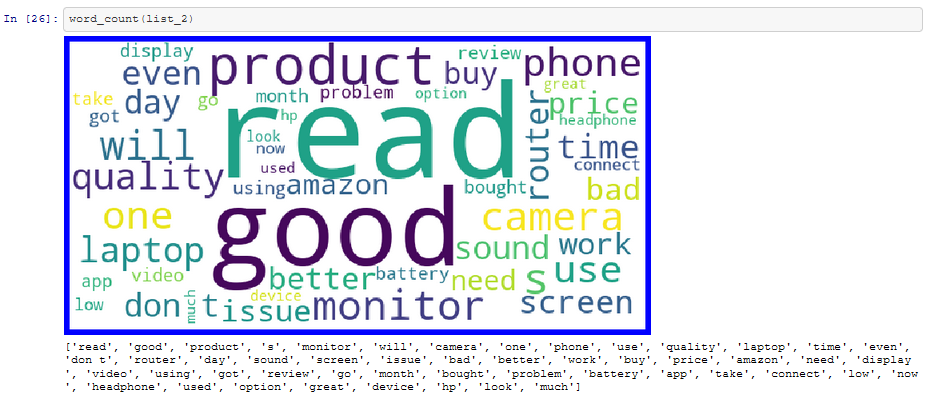 In [26]: word_count(list_2)
display
review
product
phone
even
buy
great
take
day
go
month
problem
option
price
got
hp
headphone
read
router
look
will
now
time
used
connect
quality
using
amazon
bought
bad
one
good
camera
laptop
sound
work
battery
app
video
better
need
s
use
low
don t
much
device
issue
monitor
screen
['read', 'good', 'product', 's', 'monitor', 'will', 'camera', 'one', 'phone', 'use', 'quality', 'laptop', 'time', 'even',
'don t', 'router', 'day', 'sound', 'screen', 'issue', 'bad', 'better', 'work', 'buy', 'price', 'amazon', 'need', 'display
', 'video', 'using', 'got', 'review', 'go', 'month', 'bought', 'problem', 'battery', 'app', 'take', 'connect', 'low', 'now
', 'headphone', 'used', 'option', 'great', 'device', 'hp', 'look', 'much']